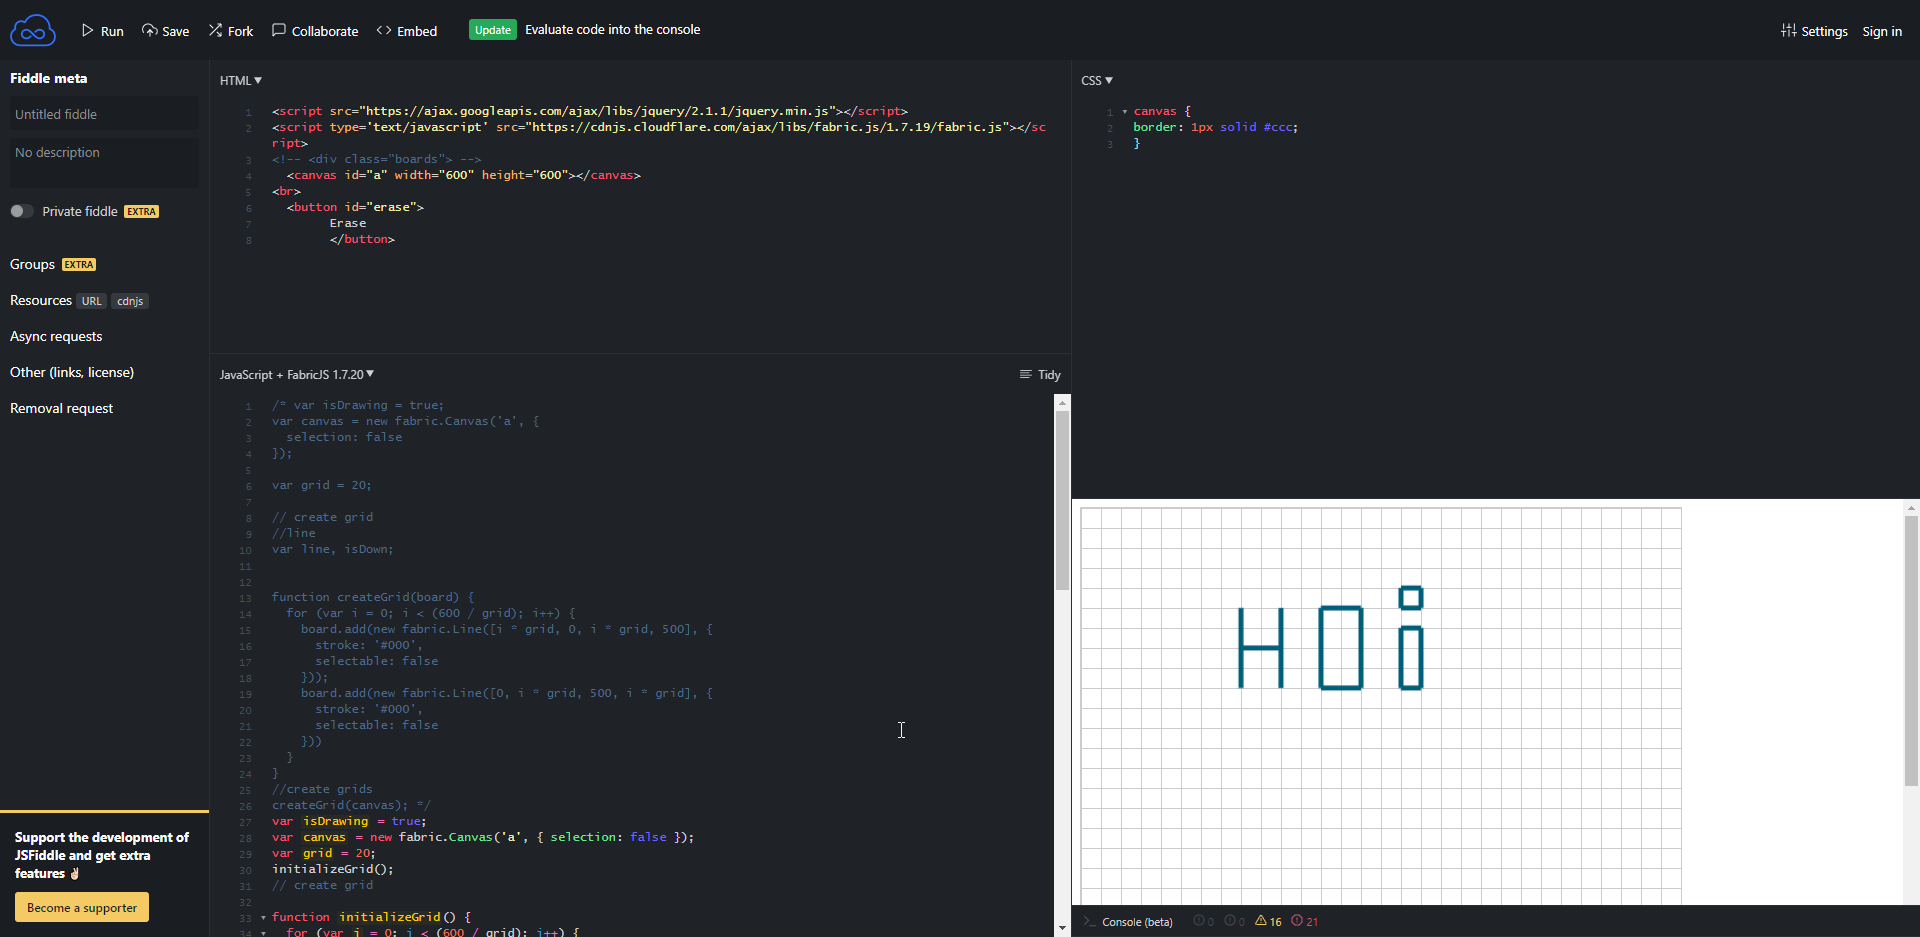 Run Save Fork Collaborate Embed Update Evaluate code into the console Settings Sign in
Fiddle meta
Untitled fiddle
No description
Private fiddle EXTRA
Groups EXTRA
Resources URL cdnjs
Async requests
Other (links, license)
Removal request
Support the development of
JSFiddle and get extra
features ✌🏻
Become a supporter
HTML▼
1 <script src="https://ajax.googleapis.com/ajax/libs/jquery/2.1.1/jquery.min.js"></script>
2 <script type='text/javascript' src="https://cdnjs.cloudflare.com/ajax/libs/fabric.js/1.7.19/fabric.js"></sc
ript>
3 <!-- <div class="boards"> -->
4 <canvas id="a" width="600" height="600"></canvas>
5 <br>
6 <button id="erase">
7 Erase
8 </button>
JavaScript + FabricJS 1.7.20▼ Tidy
1 /* var isDrawing = true;
2 var canvas = new fabric.Canvas('a', {
3 selection: false
4 });
5
6 var grid = 20;
7
8 // create grid
9 //line
10 var line, isDown;
11
12
13 function createGrid(board) {
14 for (var i = 0; i < (600 / grid); i++) {
15 board.add(new fabric.Line([i * grid, 0, i * grid, 500], {
16 stroke: '#000',
17 selectable: false
18 }));
19 board.add(new fabric.Line([0, i * grid, 500, i * grid], {
20 stroke: '#000',
21 selectable: false
22 }))
23 }
24 }
25 //create grids
26 createGrid(canvas); */
27 var isDrawing = true;
28 var canvas = new fabric.Canvas('a', { selection: false });
29 var grid = 20;
30 initializeGrid();
31 // create grid
32
33 function initializeGrid() {
34 for (var i = 0; i < (600 / grid); i++) {
CSS▼
1 canvas {
2 border: 1px solid #ccc;
3 }
HOi
>_ Console (beta) 0 0 16 21